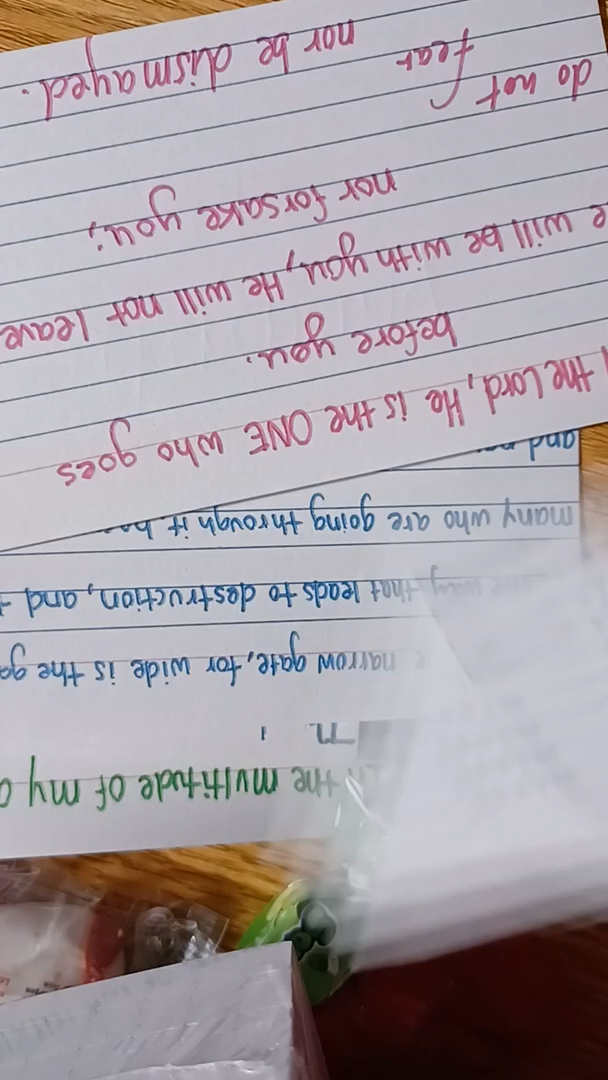 the Lord, He is the ONE who goes
before you.
e will be with you, He will not leave
nor forsake you;
do not fear
nor be dismayed.
the multitude of my
narrow gate, for wide is the
that leads to destruction, and
many who are going through it
and